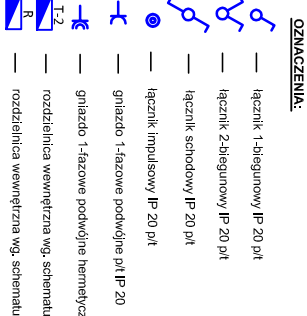 OZNACZENIA:
— łącznik 1-biegunowy IP 20 p/t
— łącznik 2-biegunowy IP 20 p/t
— łącznik schodowy IP 20 p/t
— łącznik impulsowy IP 20 p/t
— gniazdo 1-fazowe podwójne p/t IP 20
— gniazdo 1-fazowe podwójne hermetycz
T-2 — rozdzielnica wewnętrzna wg. schematu
R — rozdzielnica wewnętrzna wg. schematu